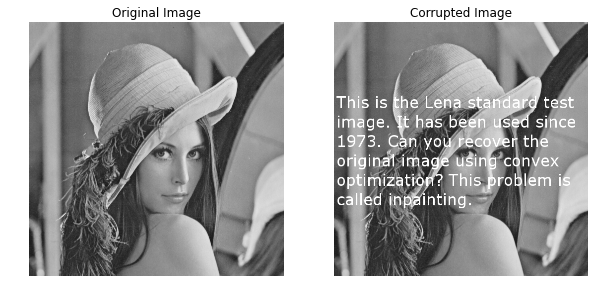 Original Image
Corrupted Image
This is the Lena standard test
image. It has been used since
1973. Can you recover the
original image using convex
optimization? This problem is
called inpainting.